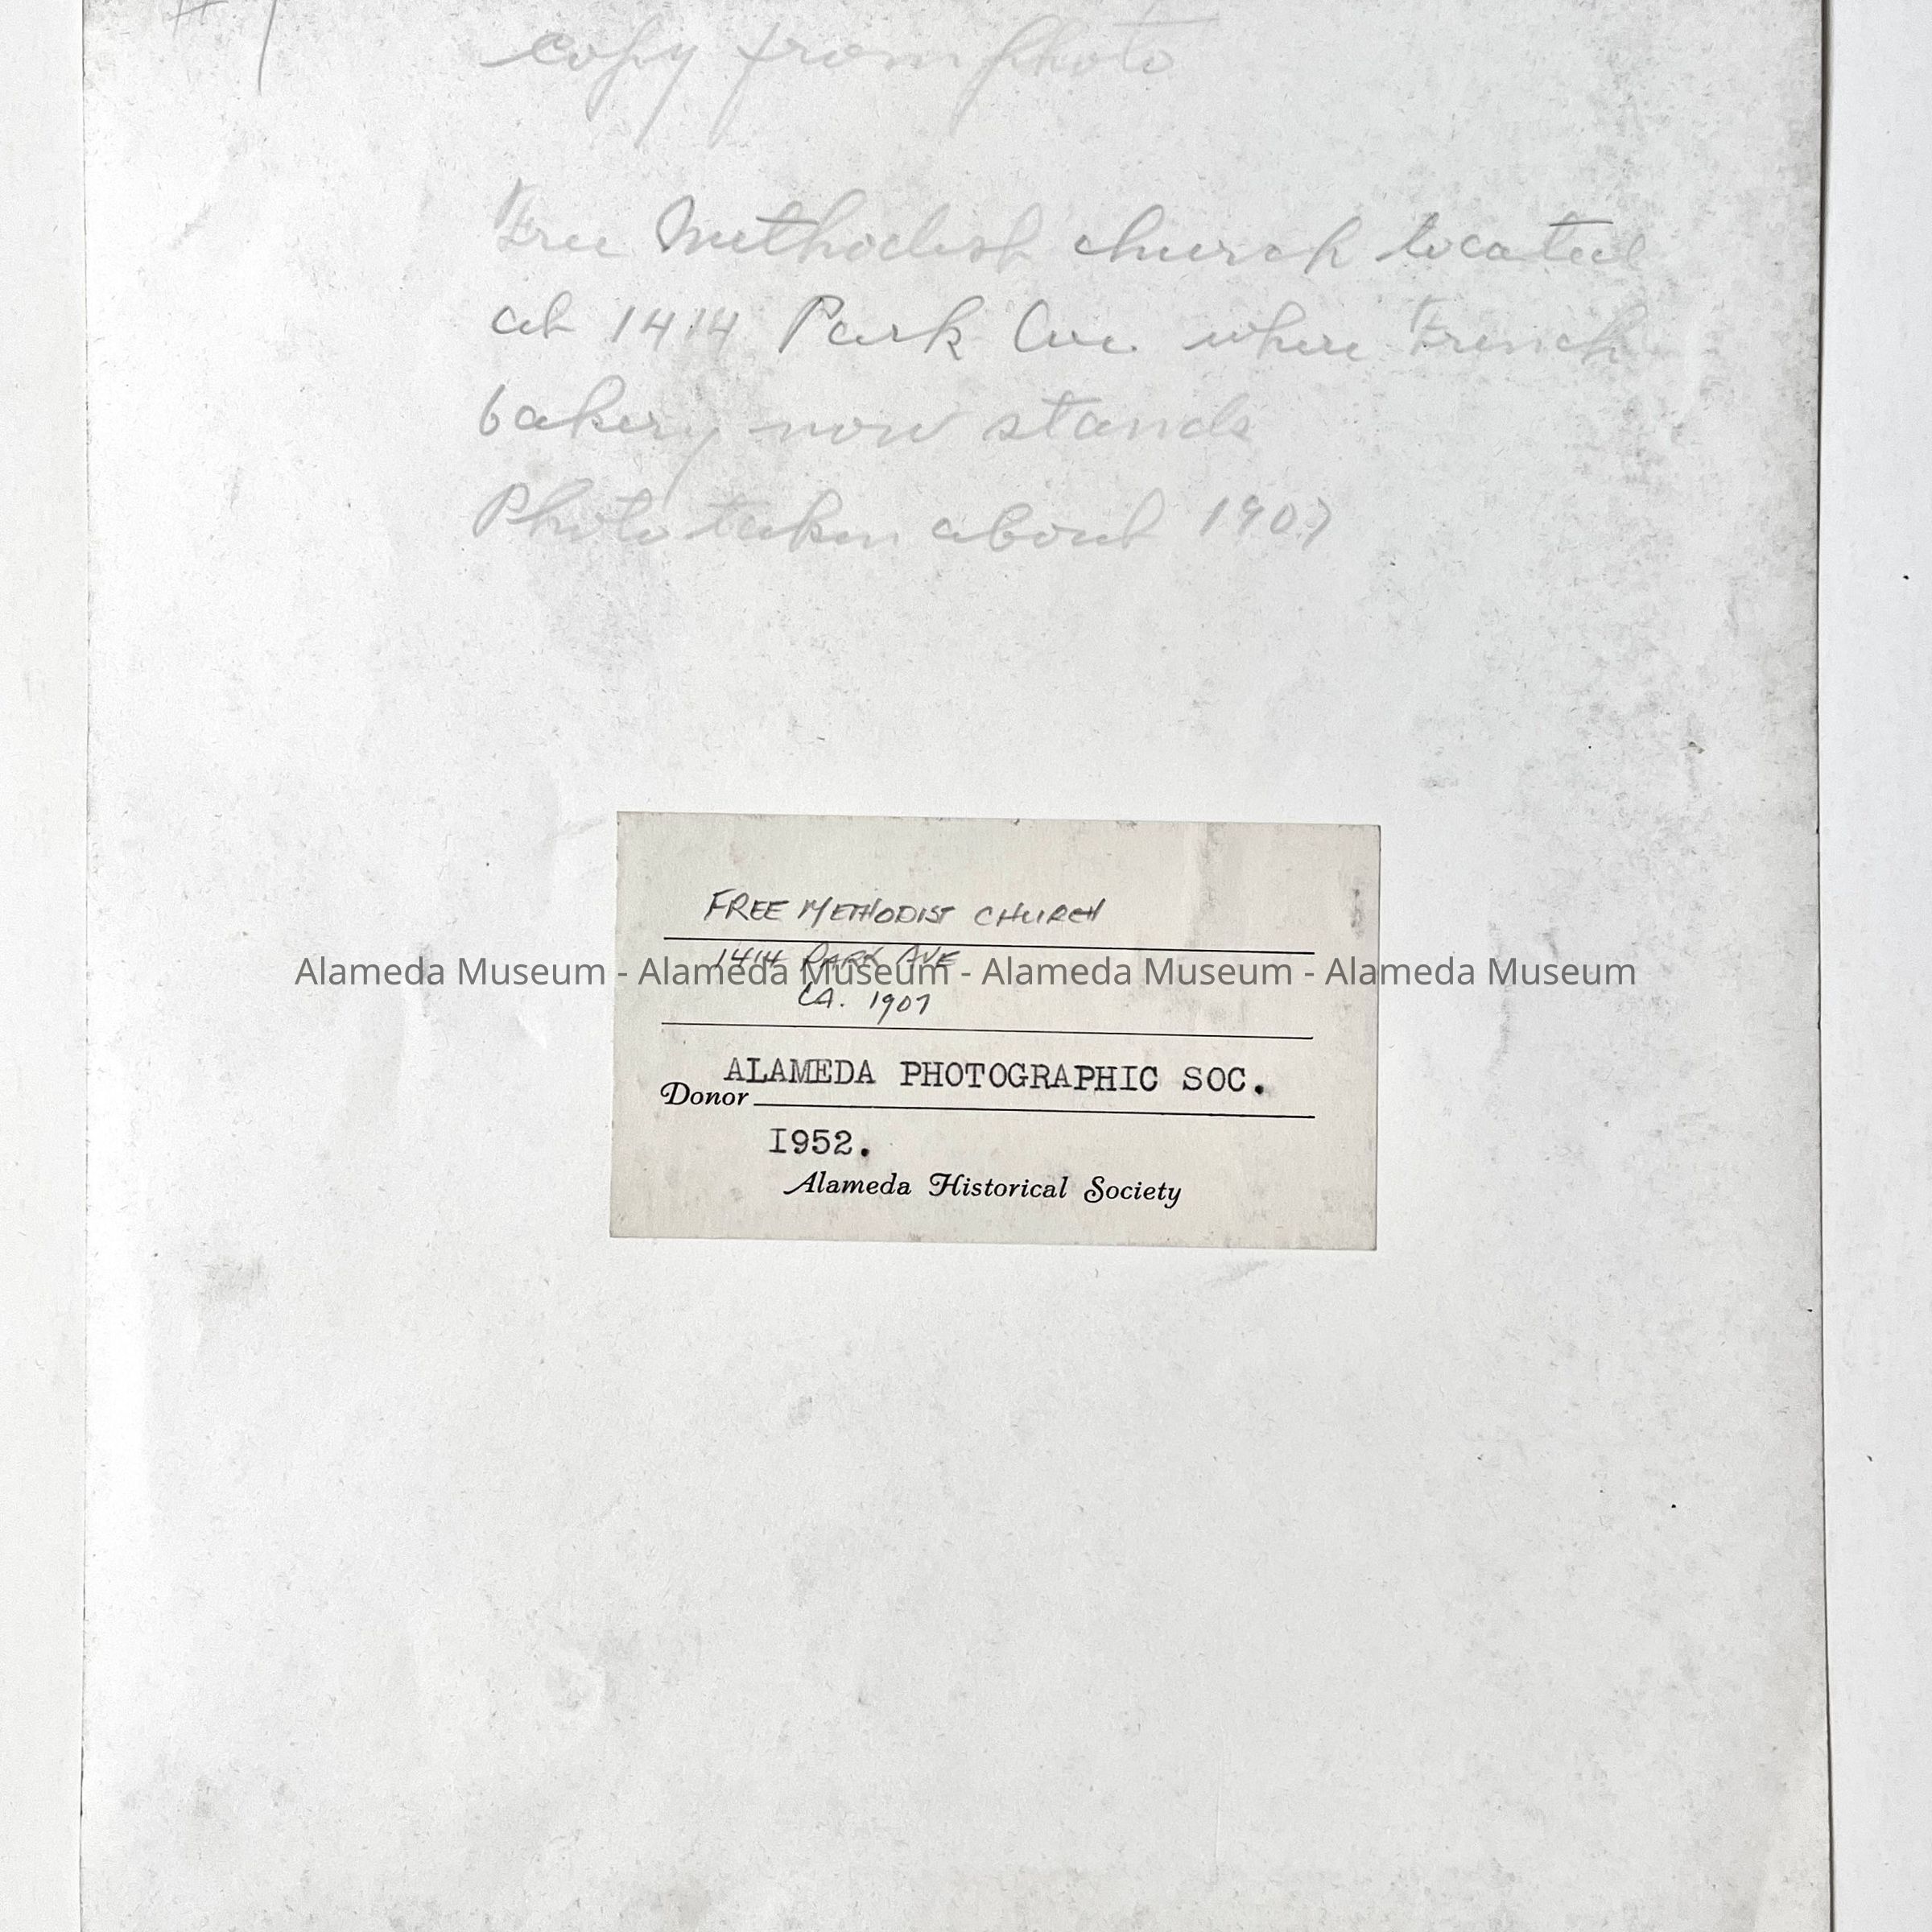 copy from photo
Free Methodist church located
at 1414 Park Ave. where French
bakery now stands
Photo taken about 1907
FREE METHODIST CHURCH
1414 PARK AVE
Alameda Museum - Alameda Museum - Alameda Museum - Alameda Museum
CA. 1907
ALAMEDA PHOTOGRAPHIC SOC.
Donor
1952.
Alameda Historical Society